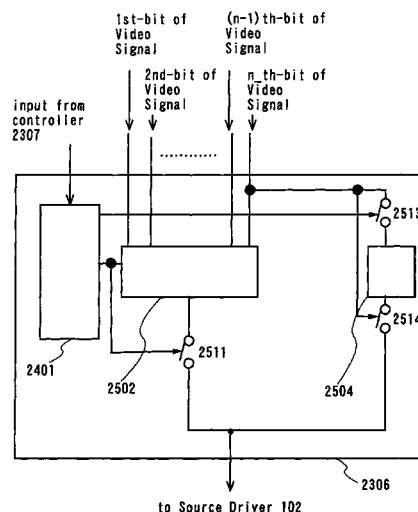 1st-bit of
Video
Signal
(n-1)th-bit of
Video
Signal
2nd-bit of
Video
Signal
n_th-bit of
Video
Signal
input from
controller
2307
2513
2514
2511
2401
2502
2504
2306
to Source Driver 102